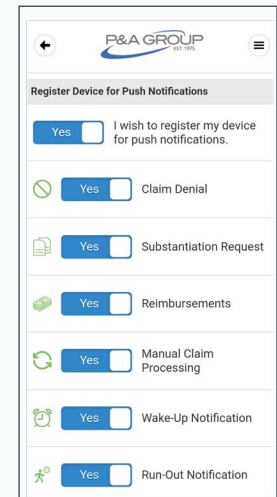 P&A GROUP
EST. 1975
Register Device for Push Notifications
Yes
I wish to register my device
for push notifications.
Yes
Claim Denial
Yes
Substantiation Request
Yes
Reimbursements
Yes
Manual Claim
Processing
Yes
Wake-Up Notification
Yes
Run-Out Notification